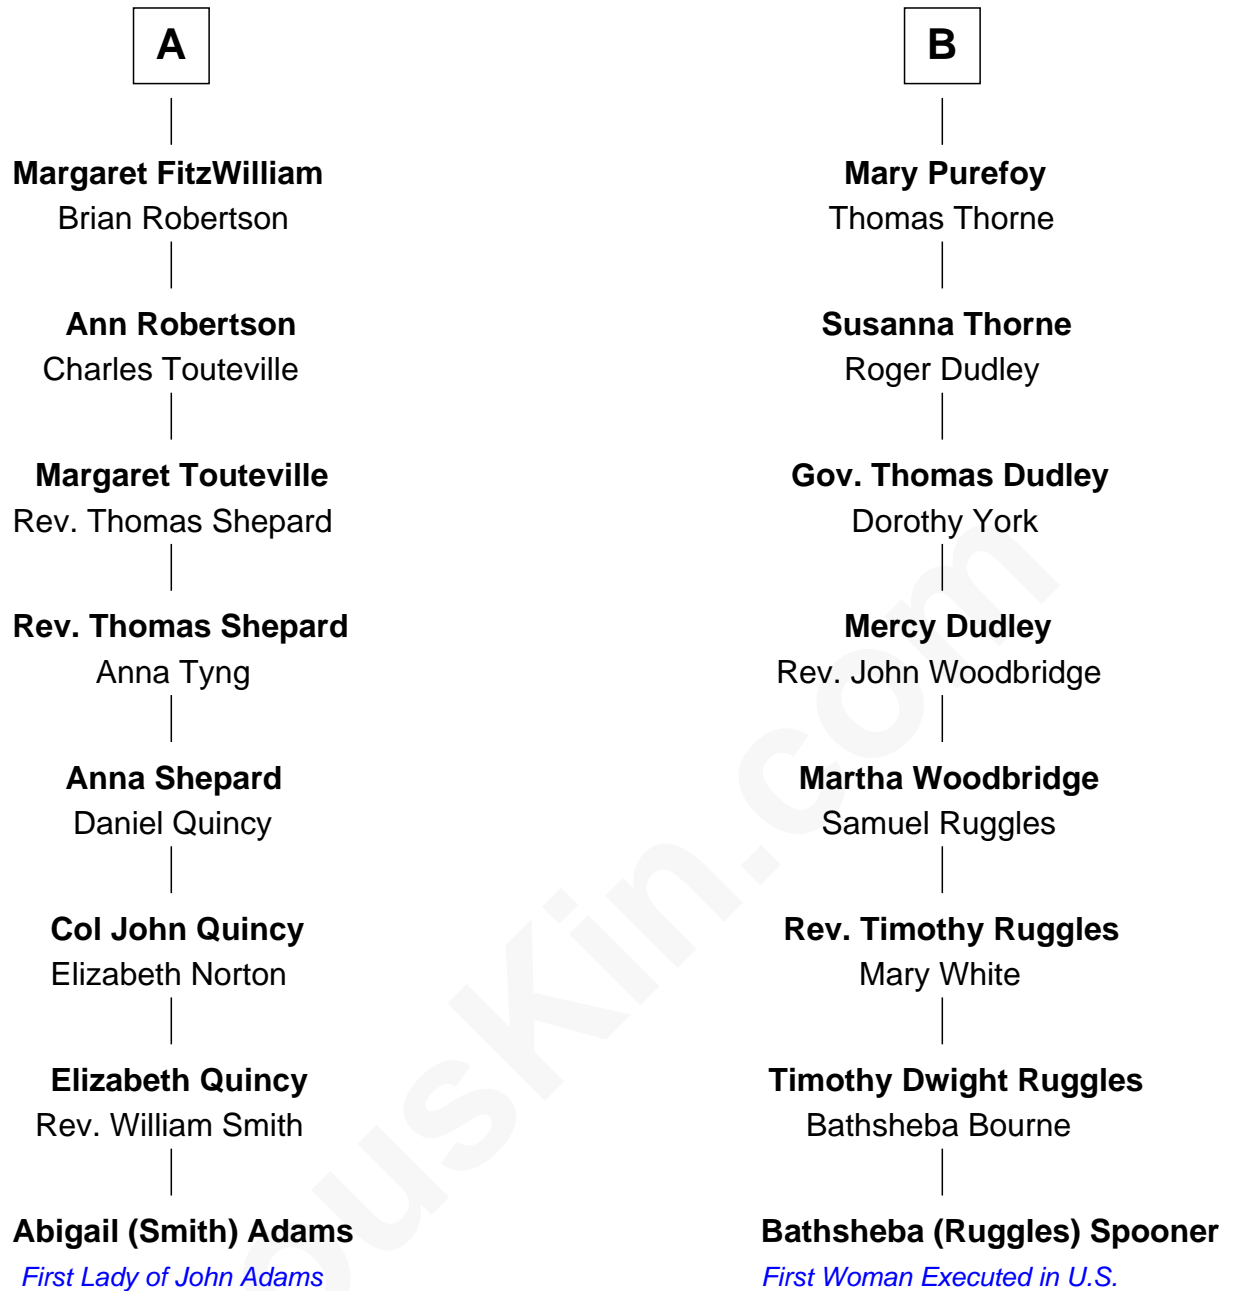 A
Margaret FitzWilliam
Brian Robertson
Ann Robertson
Charles Touteville
Margaret Touteville
Rev. Thomas Shepard
Rev. Thomas Shepard
Anna Tyng
Anna Shepard
Daniel Quincy
Col John Quincy
Elizabeth Norton
Elizabeth Quincy
Rev. William Smith
Abigail (Smith) Adams
First Lady of John Adams
B
Mary Purefoy
Thomas Thorne
Susanna Thorne
Roger Dudley
Gov. Thomas Dudley
Dorothy York
Mercy Dudley
Rev. John Woodbridge
Martha Woodbridge
Samuel Ruggles
Rev. Timothy Ruggles
Mary White
Timothy Dwight Ruggles
Bathsheba Bourne
Bathsheba (Ruggles) Spooner
First Woman Executed in U.S.
ousKin.com